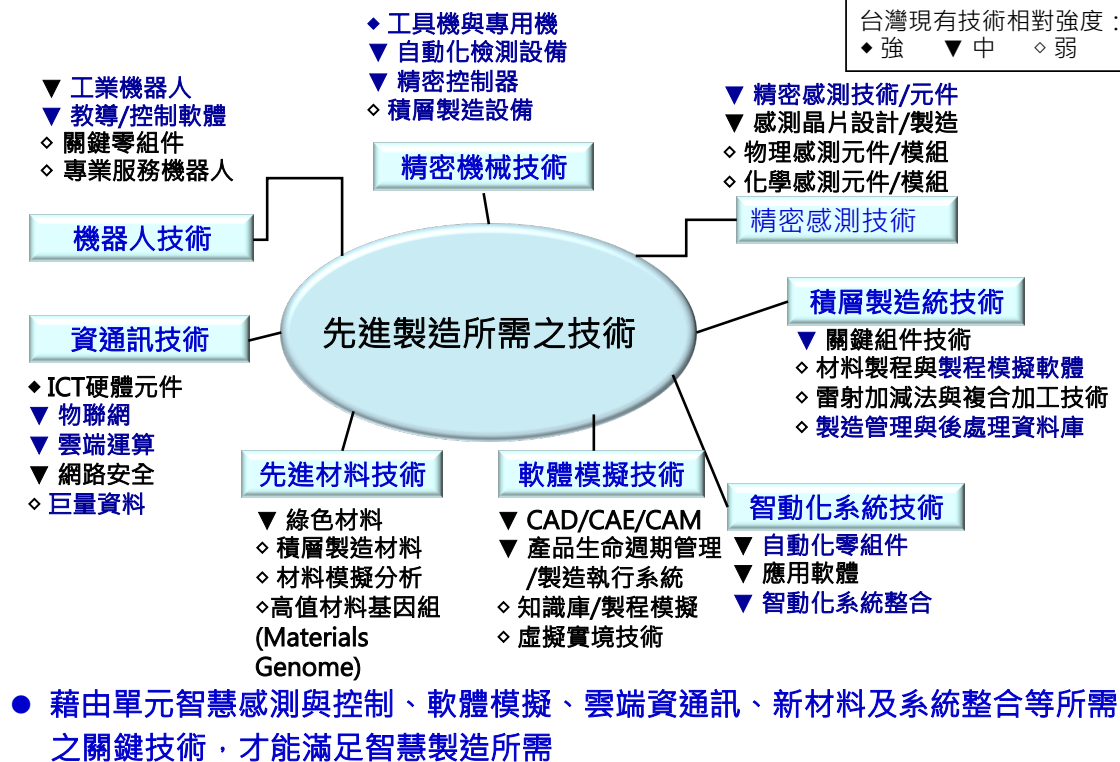 台灣現有技術相對強度：
◆ 強 ▼ 中 ◇ 弱
◆ 工具機與專用機
▼ 自動化檢測設備
▼ 精密控制器
◇ 積層製造設備
精密機械技術
▼ 工業機器人
▼ 教導/控制軟體
◇ 關鍵零組件
◇ 專業服務機器人
機器人技術
▼ 精密感測技術/元件
▼ 感測晶片設計/製造
◇ 物理感測元件/模組
◇ 化學感測元件/模組
精密感測技術
先進製造所需之技術
資通訊技術
◆ ICT硬體元件
▼ 物聯網
▼ 雲端運算
▼ 網路安全
◇ 巨量資料
積層製造統技術
▼ 關鍵組件技術
◇ 材料製程與製程模擬軟體
◇ 雷射加減法與複合加工技術
◇ 製造管理與後處理資料庫
先進材料技術
▼ 綠色材料
◇ 積層製造材料
◇ 材料模擬分析
◇高值材料基因組
(Materials
Genome)
軟體模擬技術
▼ CAD/CAE/CAM
▼ 產品生命週期管理
/製造執行系統
◇ 知識庫/製程模擬
◇ 虛擬實境技術
智動化系統技術
▼ 自動化零組件
▼ 應用軟體
▼ 智動化系統整合
● 藉由單元智慧感測與控制、軟體模擬、雲端資通訊、新材料及系統整合等所需
之關鍵技術，才能滿足智慧製造所需